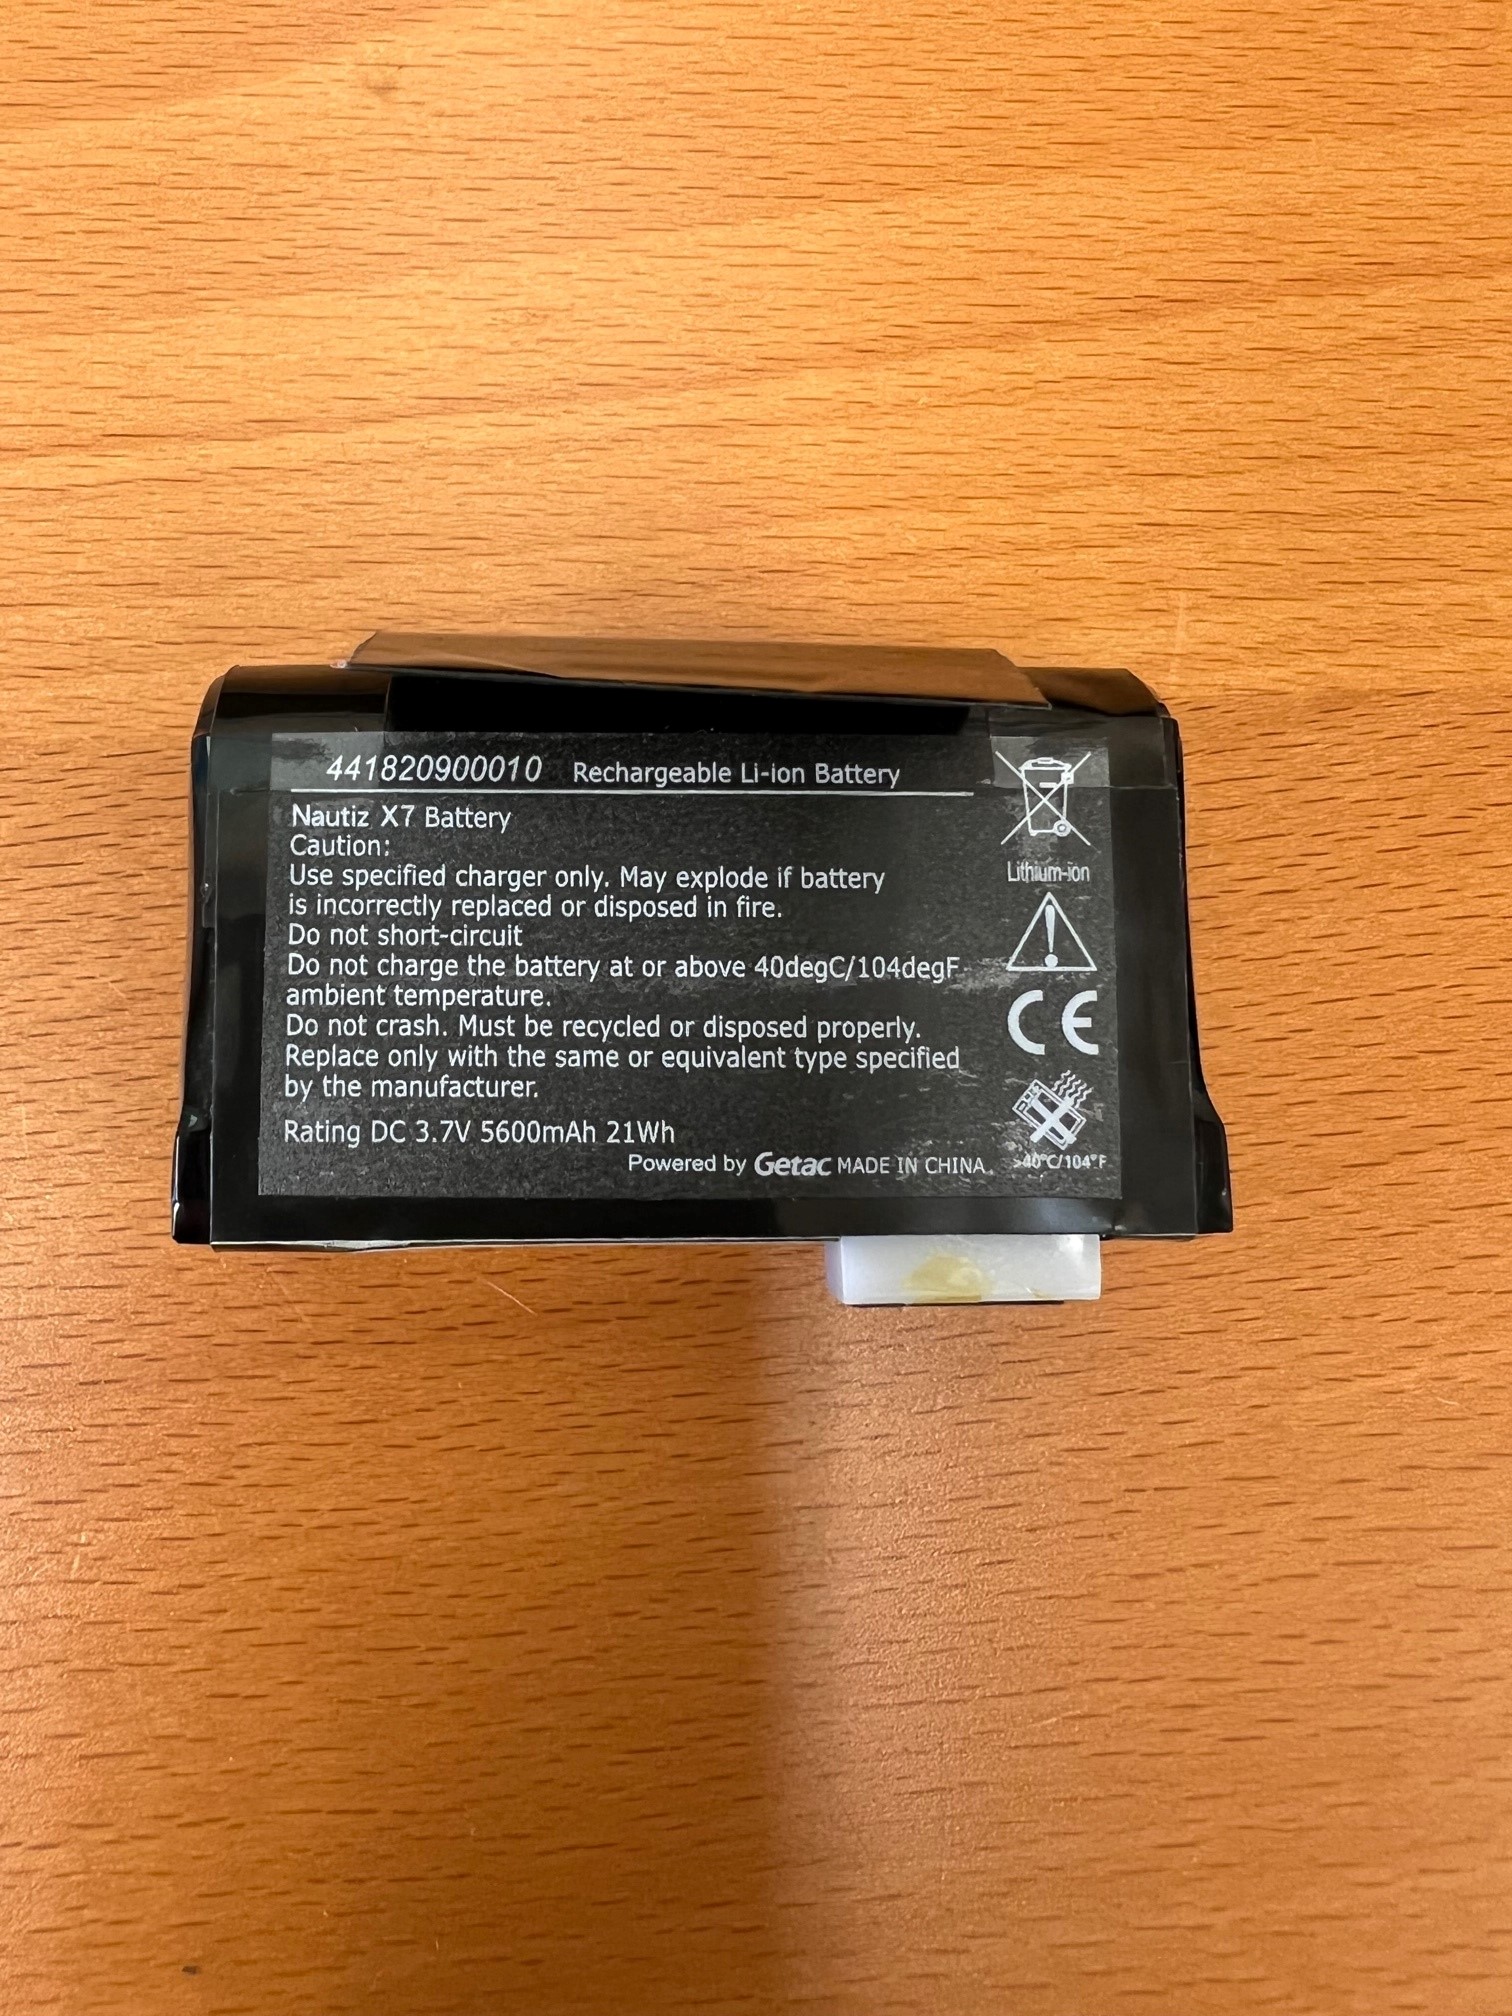 441820900010 Rechargeable Li-ion Battery
Nautiz X7 Battery
Caution:
Use specified charger only. May explode if battery
is incorrectly replaced or disposed in fire.
Do not short-circuit
Do not charge the battery at or above 40degC/104degF
ambient temperature.
Do not crash. Must be recycled or disposed properly.
Replace only with the same or equivalent type specified
by the manufacturer.
Rating DC 3.7V 5600mAh 21Wh
Powered by Getac MADE IN CHINA.
Lithium-ion
CE
>40°C/104°F